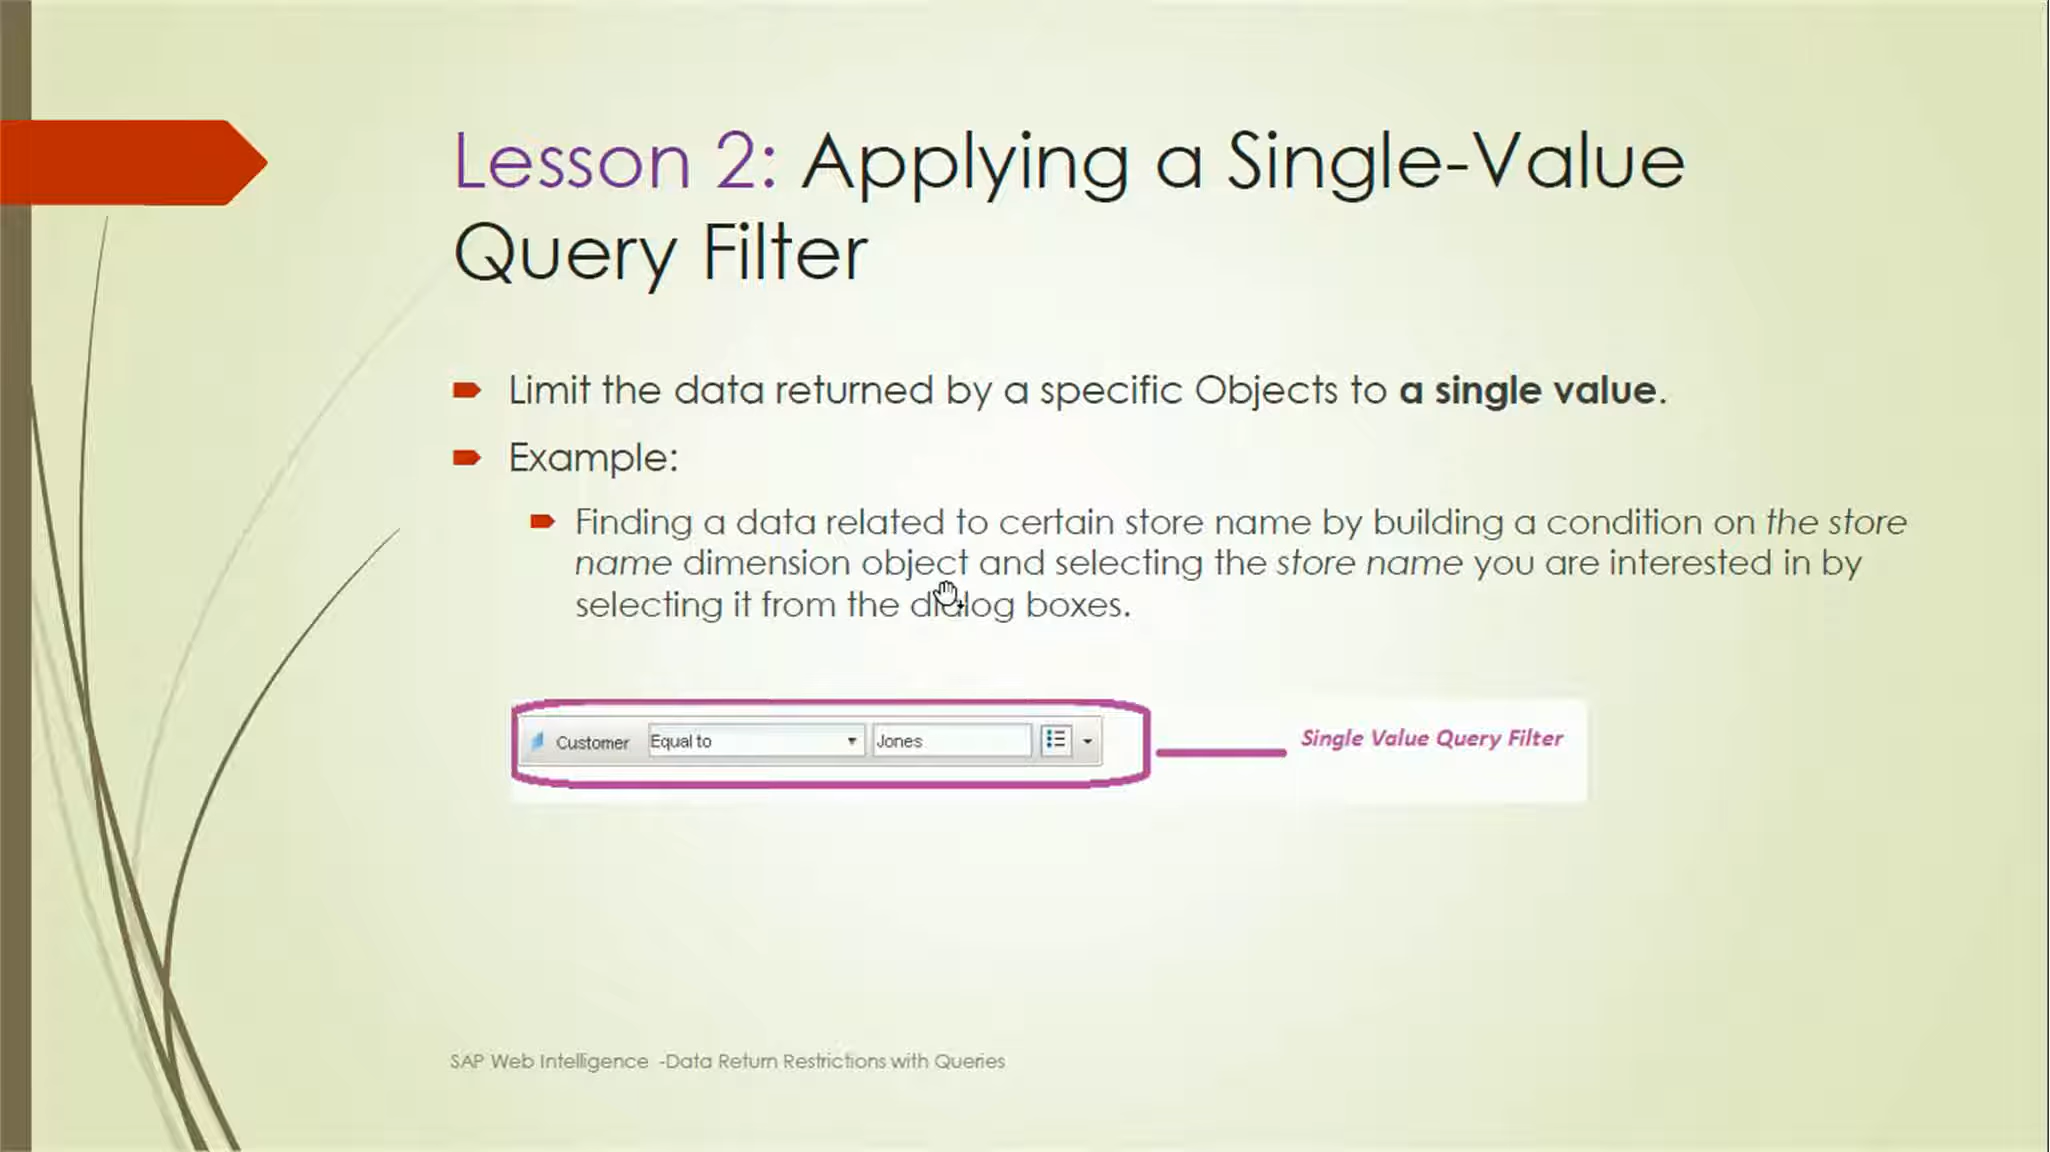 Lesson 2: Applying a Single-Value
Query Filter
Limit the data returned by a specific Objects to a single value.
Example:
Finding a data related to certain store name by building a condition on the store
name dimension object and selecting the store name you are interested in by
selecting it from the dialog boxes.
Customer Equal to Jones
Single Value Query Filter
SAP Web Intelligence -Data Return Restrictions with Queries